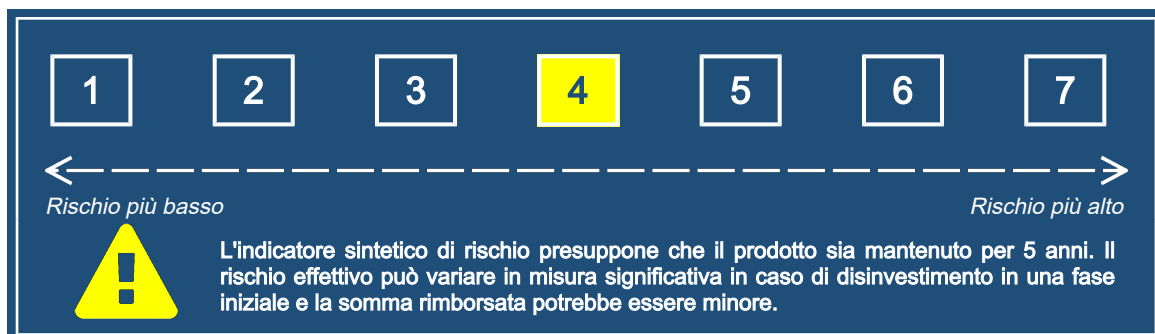 1 2 3 4 5 6 7
Rischio più basso Rischio più alto
L'indicatore sintetico di rischio presuppone che il prodotto sia mantenuto per 5 anni. Il
rischio effettivo può variare in misura significativa in caso di disinvestimento in una fase
iniziale e la somma rimborsata potrebbe essere minore.